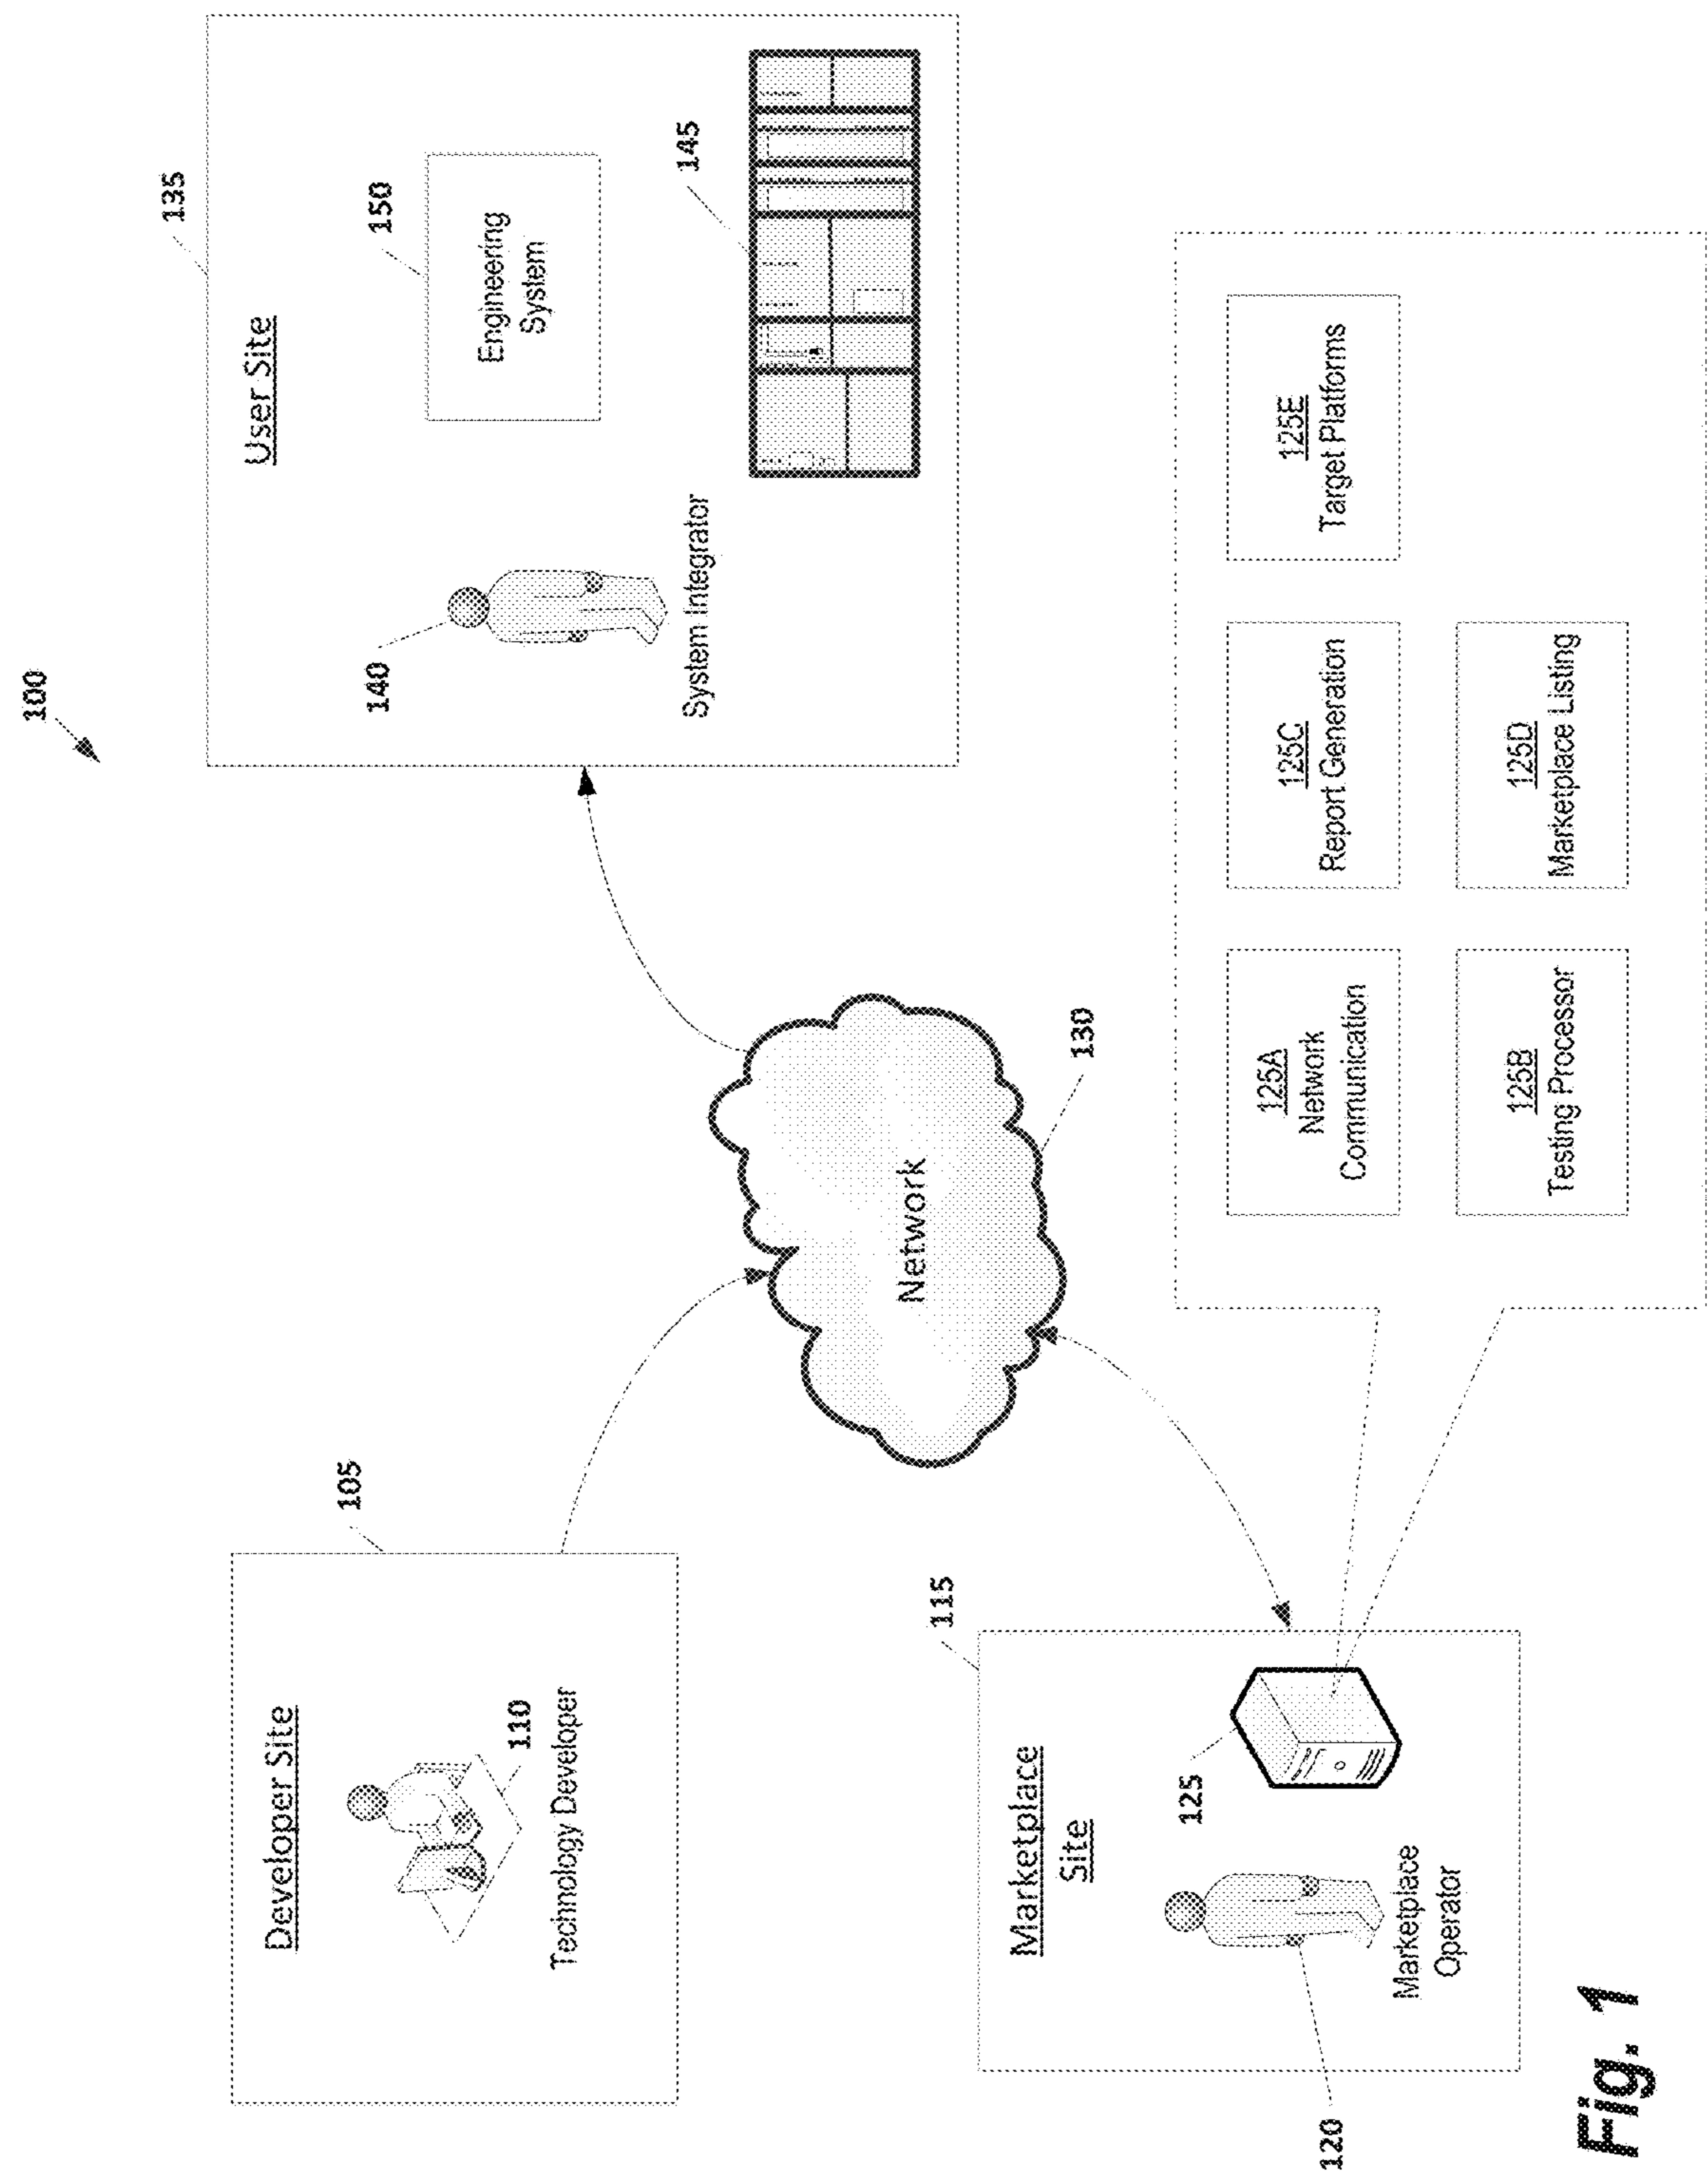 100
Developer Site
105
110
Technology Developer
User Site
135
140
System Integrator
150
Engineering
System
145
Network
130
Marketplace
Site
115
125
120
Marketplace
Operator
125A
Network
Communication
125B
Testing Processor
125C
Report Generation
125D
Marketplace Listing
125E
Target Platforms
Fig. 1